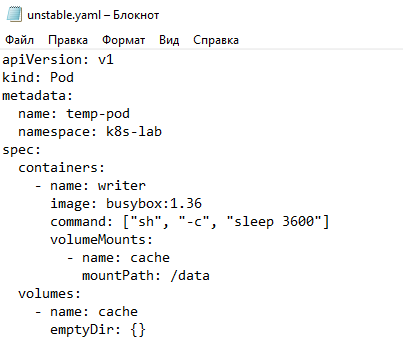 unstable.yaml – Блокнот
Файл Правка Формат Вид Справка
apiVersion: v1
kind: Pod
metadata:
  name: temp-pod
  namespace: k8s-lab
spec:
  containers:
    - name: writer
      image: busybox:1.36
      command: ["sh", "-c", "sleep 3600"]
      volumeMounts:
        - name: cache
          mountPath: /data
  volumes:
    - name: cache
      emptyDir: {}